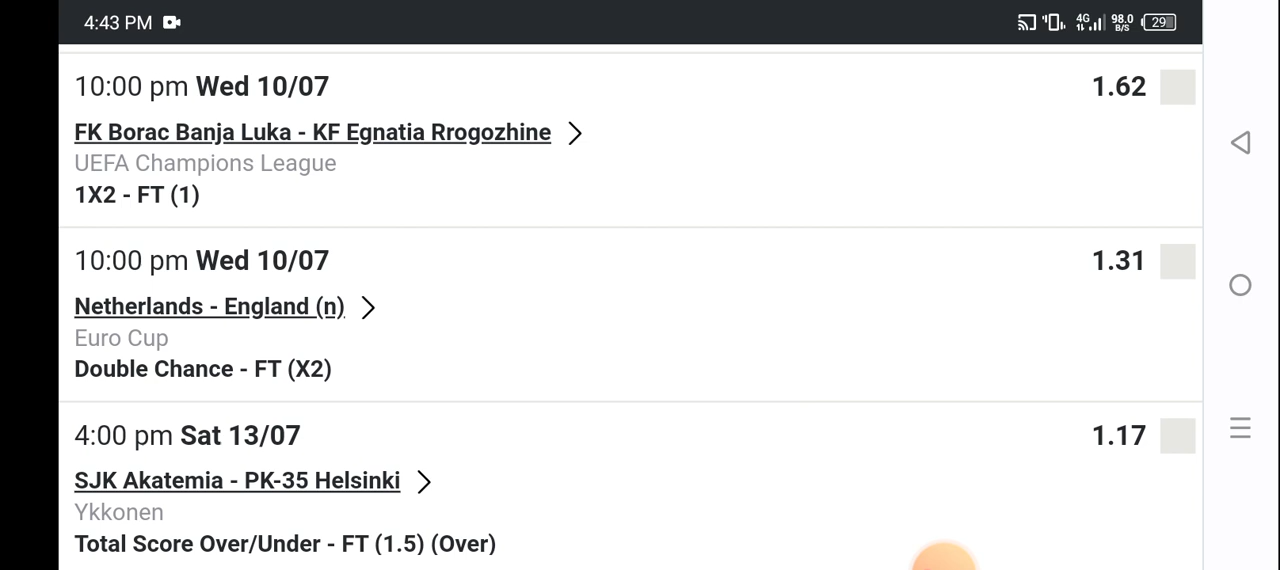 4:43 PM
4G 98.0 B/S 29
10:00 pm Wed 10/07 1.62
FK Borac Banja Luka - KF Egnatia Rrogozhine
UEFA Champions League
1X2 - FT (1)
10:00 pm Wed 10/07 1.31
Netherlands - England (n)
Euro Cup
Double Chance - FT (X2)
4:00 pm Sat 13/07 1.17
SJK Akatemia - PK-35 Helsinki
Ykkonen
Total Score Over/Under - FT (1.5) (Over)